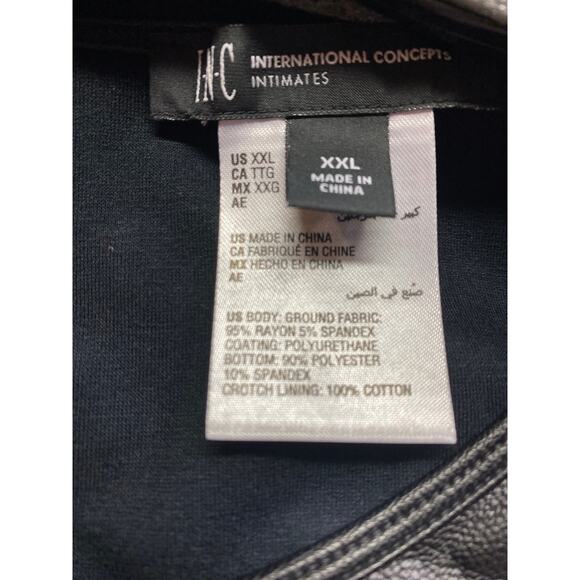 I-N-C INTERNATIONAL CONCEPTS
INTIMATES
US XXL
CA TTG
MX XXG
AE
XXL
MADE IN
CHINA
كبير
US MADE IN CHINA
CA FABRIQUÉ EN CHINE
MX HECHO EN CHINA
AE
صنع في الصين
US BODY: GROUND FABRIC:
95% RAYON 5% SPANDEX
COATING: POLYURETHANE
BOTTOM: 90% POLYESTER
10% SPANDEX
CROTCH LINING: 100% COTTON